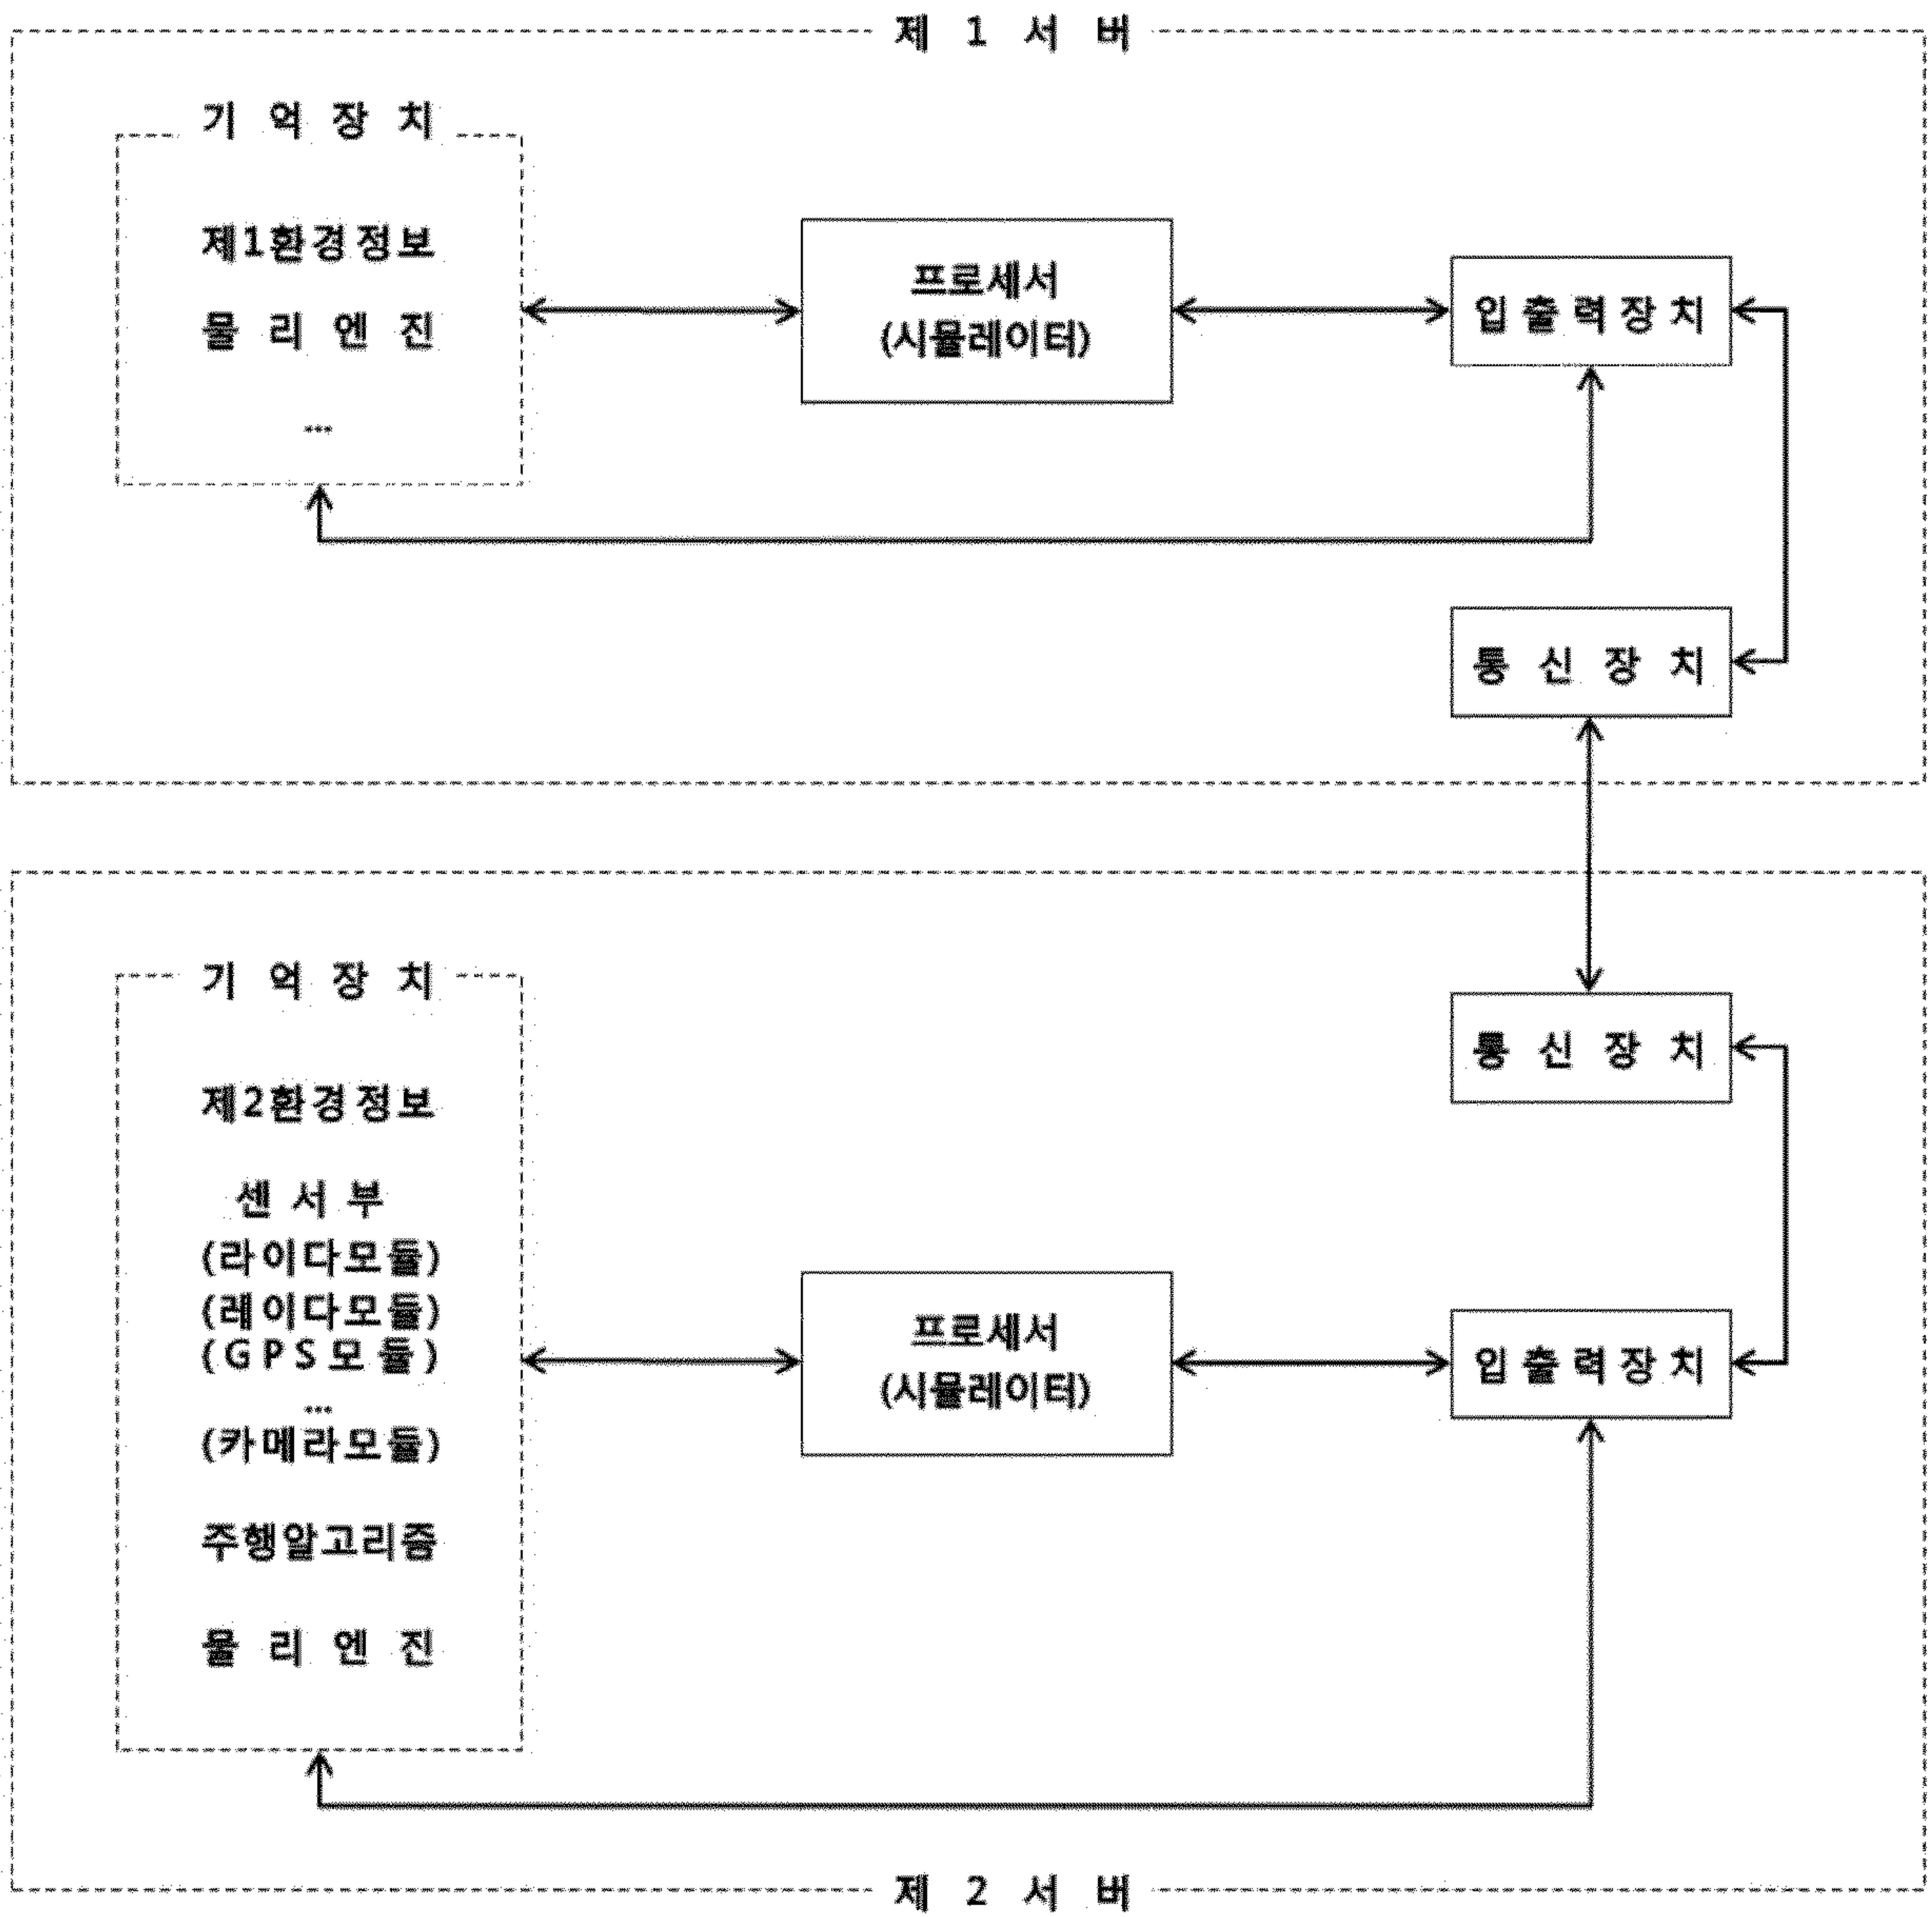 제 1 서 버
기 억 장 치
제1환경정보
물 리 엔 진
...
프로세서
(시뮬레이터)
입출력장치
통 신 장 치
기 억 장 치
제2환경정보
센 서 부
(라이다모듈)
(레이다모듈)
(GPS모듈)
...
(카메라모듈)
주행알고리즘
물 리 엔 진
프로세서
(시뮬레이터)
통 신 장 치
입출력장치
제 2 서 버